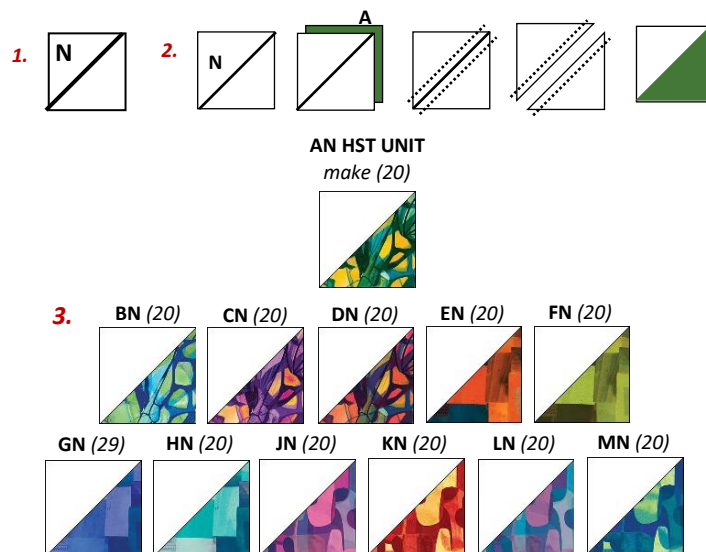 1.
N
2.
N
A
AN HST UNIT
make (20)
3.
BN (20) CN (20) DN (20) EN (20) FN (20)
GN (29) HN (20) JN (20) KN (20) LN (20) MN (20)